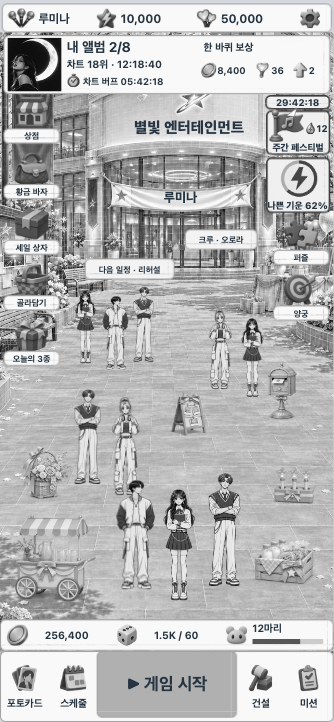 루미나
10,000
50,000
내 앨범 2/8
차트 18위 · 12:18:40
차트 버프 05:42:18
한 바퀴 보상
8,400
36
2
상점
황금 바자
세일 상자
골라담기
오늘의 3종
별빛 엔터테인먼트
루미나
크루 · 오로라
다음 일정 · 리허설
29:42:18
12
주간 페스티벌
나쁜 기운 62%
퍼즐
양궁
256,400
1.5K / 60
12마리
포토카드
스케줄
▶ 게임 시작
건설
미션